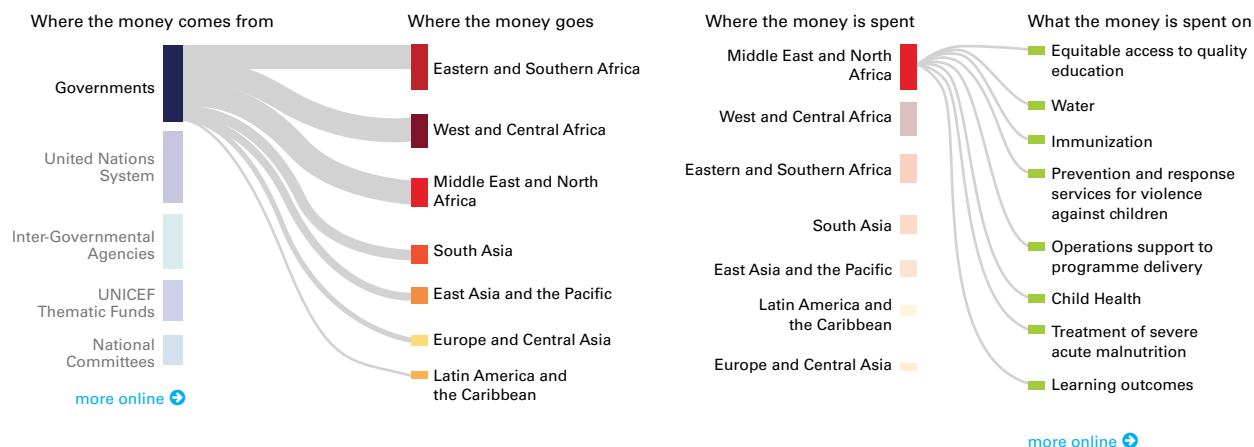 Where the money comes from
Governments
United Nations
System
Inter-Governmental
Agencies
UNICEF
Thematic Funds
National
Committees
more online
Where the money goes
Eastern and Southern Africa
West and Central Africa
Middle East and North
Africa
South Asia
East Asia and the Pacific
Europe and Central Asia
Latin America and
the Caribbean
Where the money is spent
Middle East and North
Africa
West and Central Africa
Eastern and Southern Africa
South Asia
East Asia and the Pacific
Latin America and
the Caribbean
Europe and Central Asia
What the money is spent on
Equitable access to quality
education
Water
Immunization
Prevention and response
services for violence
against children
Operations support to
programme delivery
Child Health
Treatment of severe
acute malnutrition
Learning outcomes
more online